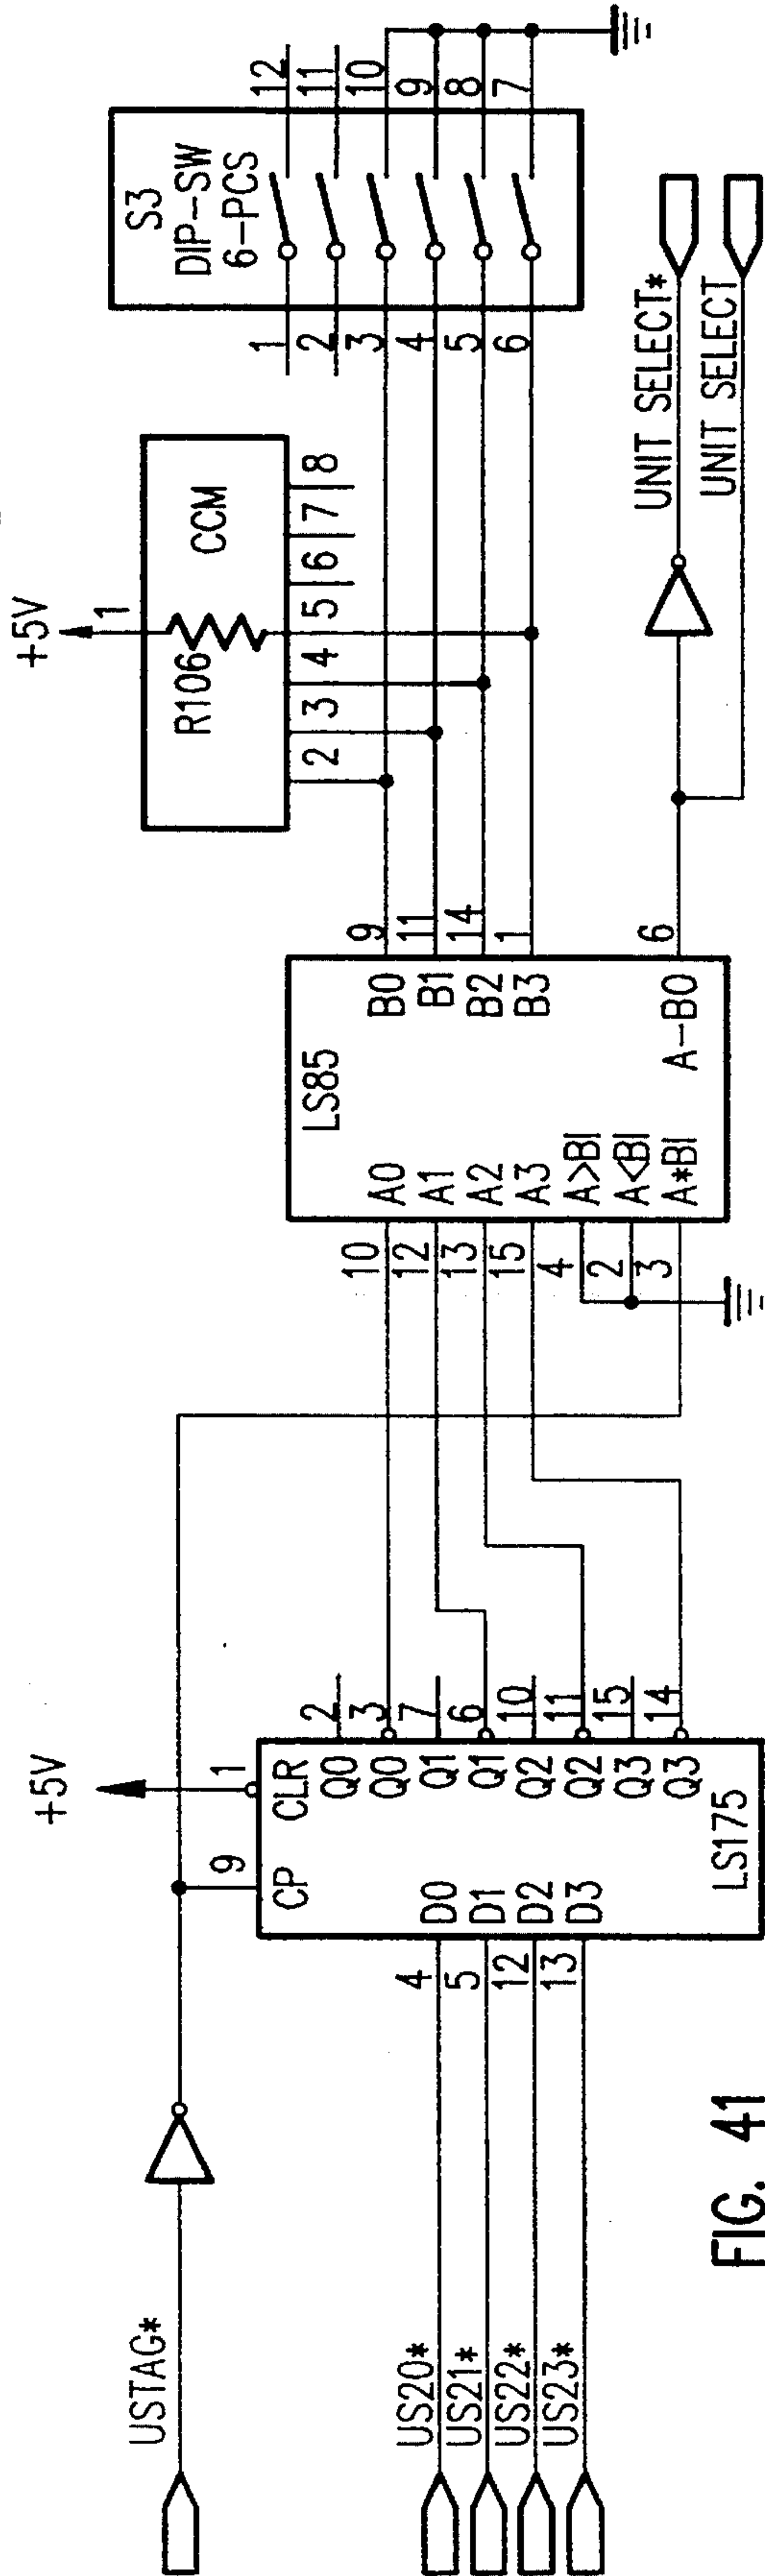 USTAG*
US20*
US21*
US22*
US23*
4
5
12
13
+5V
9
1
CP
CLR
D0
D1
D2
D3
Q0
Q0
Q1
Q1
Q2
Q2
Q3
Q3
LS175
2
3
7
6
10
11
15
14
10
12
13
15
4
2
3
LS85
A0
A1
A2
A3
A>BI
A<BI
A*BI
B0
B1
B2
B3
A-B0
9
11
14
1
6
+5V
1
R106
CCM
2
3
4
5
6
7
8
S3
DIP-SW
6-PCS
1
2
3
4
5
6
12
11
10
9
8
7
UNIT SELECT*
UNIT SELECT
FIG. 41